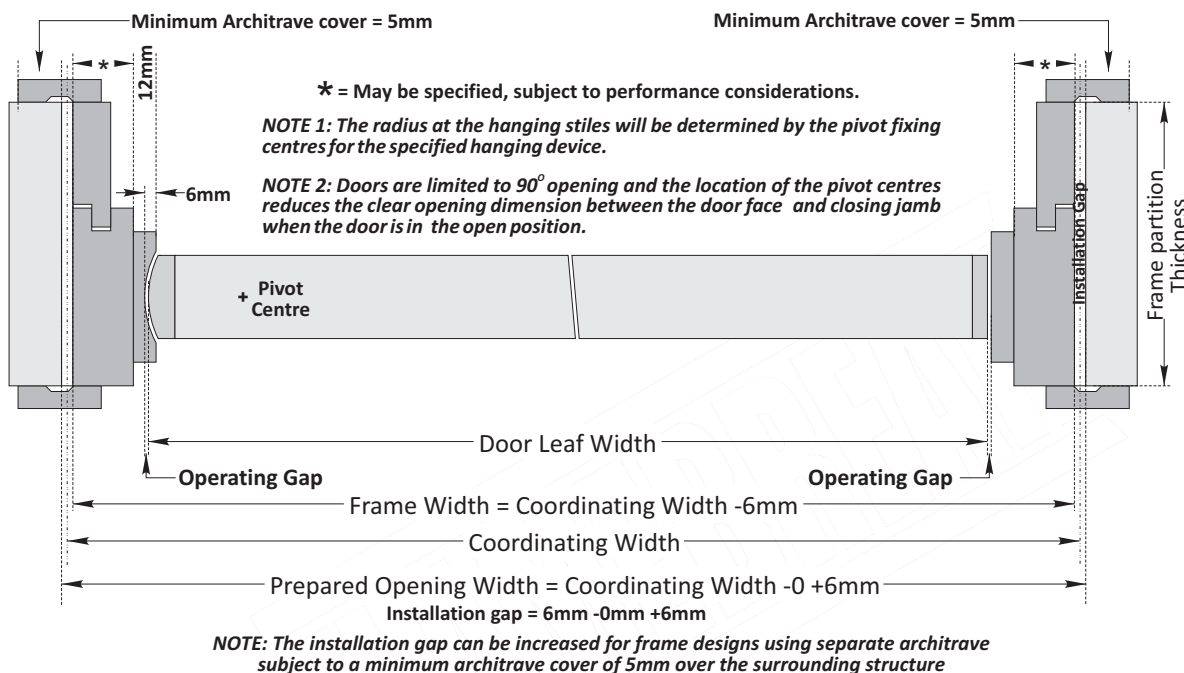 Minimum Architrave cover = 5mm
Minimum Architrave cover = 5mm
*
12mm
*
* = May be specified, subject to performance considerations.
NOTE 1: The radius at the hanging stiles will be determined by the pivot fixing
centres for the specified hanging device.
6mm
NOTE 2: Doors are limited to 90° opening and the location of the pivot centres
reduces the clear opening dimension between the door face and closing jamb
when the door is in the open position.
Installation Gap
Frame partition
Thickness
+ Pivot
Centre
Door Leaf Width
Operating Gap
Operating Gap
Frame Width = Coordinating Width -6mm
Coordinating Width
Prepared Opening Width = Coordinating Width -0 +6mm
Installation gap = 6mm -0mm +6mm
NOTE: The installation gap can be increased for frame designs using separate architrave
subject to a minimum architrave cover of 5mm over the surrounding structure